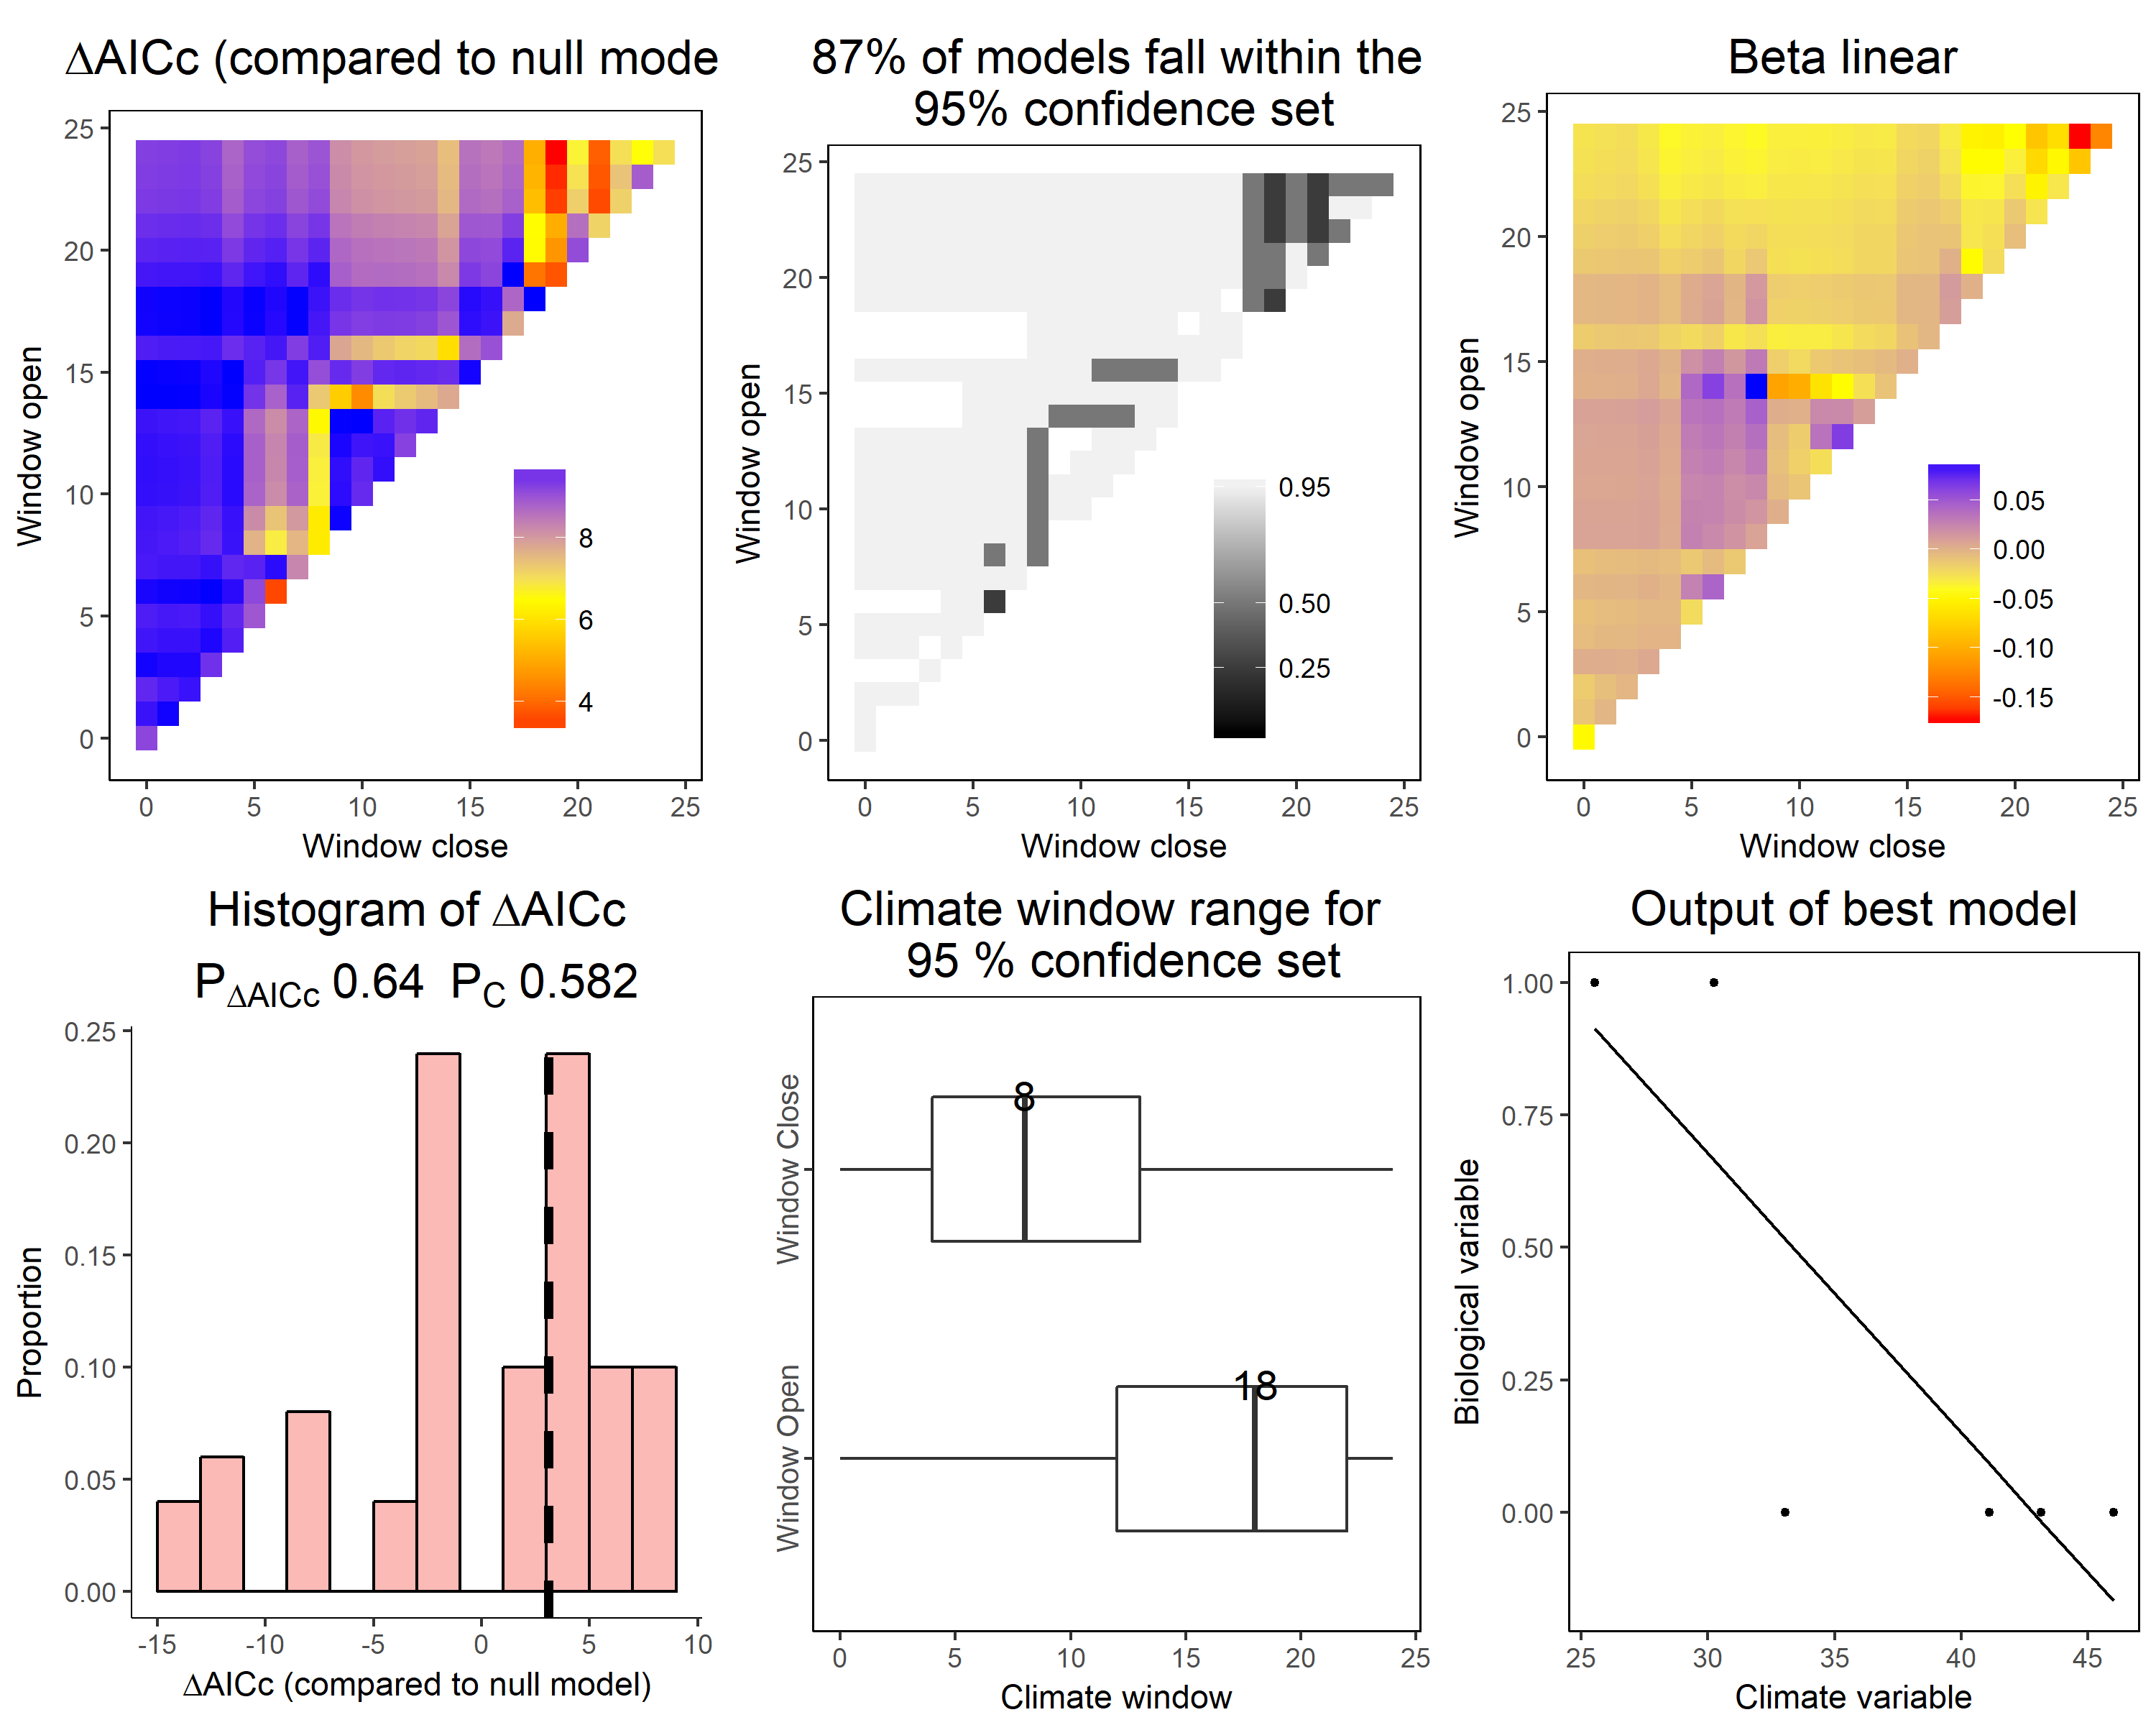 ΔAICc (compared to null mode
25
20
15
10
5
0
Window open
8
6
4
0 5 10 15 20 25
Window close
87% of models fall within the
95% confidence set
25
20
15
10
5
0
Window open
0.95
0.50
0.25
0 5 10 15 20 25
Window close
Beta linear
25
20
15
10
5
0
Window open
0.05
0.00
-0.05
-0.10
-0.15
0 5 10 15 20 25
Window close
Histogram of ΔAICc
PΔAICc 0.64 PC 0.582
0.25
0.20
0.15
0.10
0.05
0.00
Proportion
-15 -10 -5 0 5 10
ΔAICc (compared to null model)
Climate window range for
95 % confidence set
Window Close
8
Window Open
18
0 5 10 15 20 25
Climate window
Output of best model
1.00
0.75
0.50
0.25
0.00
Biological variable
25 30 35 40 45
Climate variable